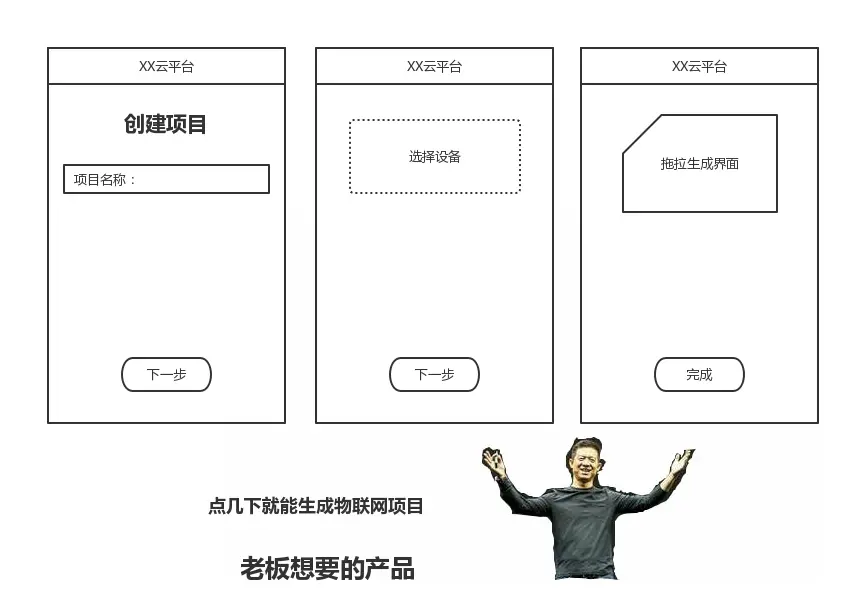 XX云平台
创建项目
项目名称：
下一步
XX云平台
选择设备
下一步
XX云平台
拖拉生成界面
完成
点几下就能生成物联网项目
老板想要的产品